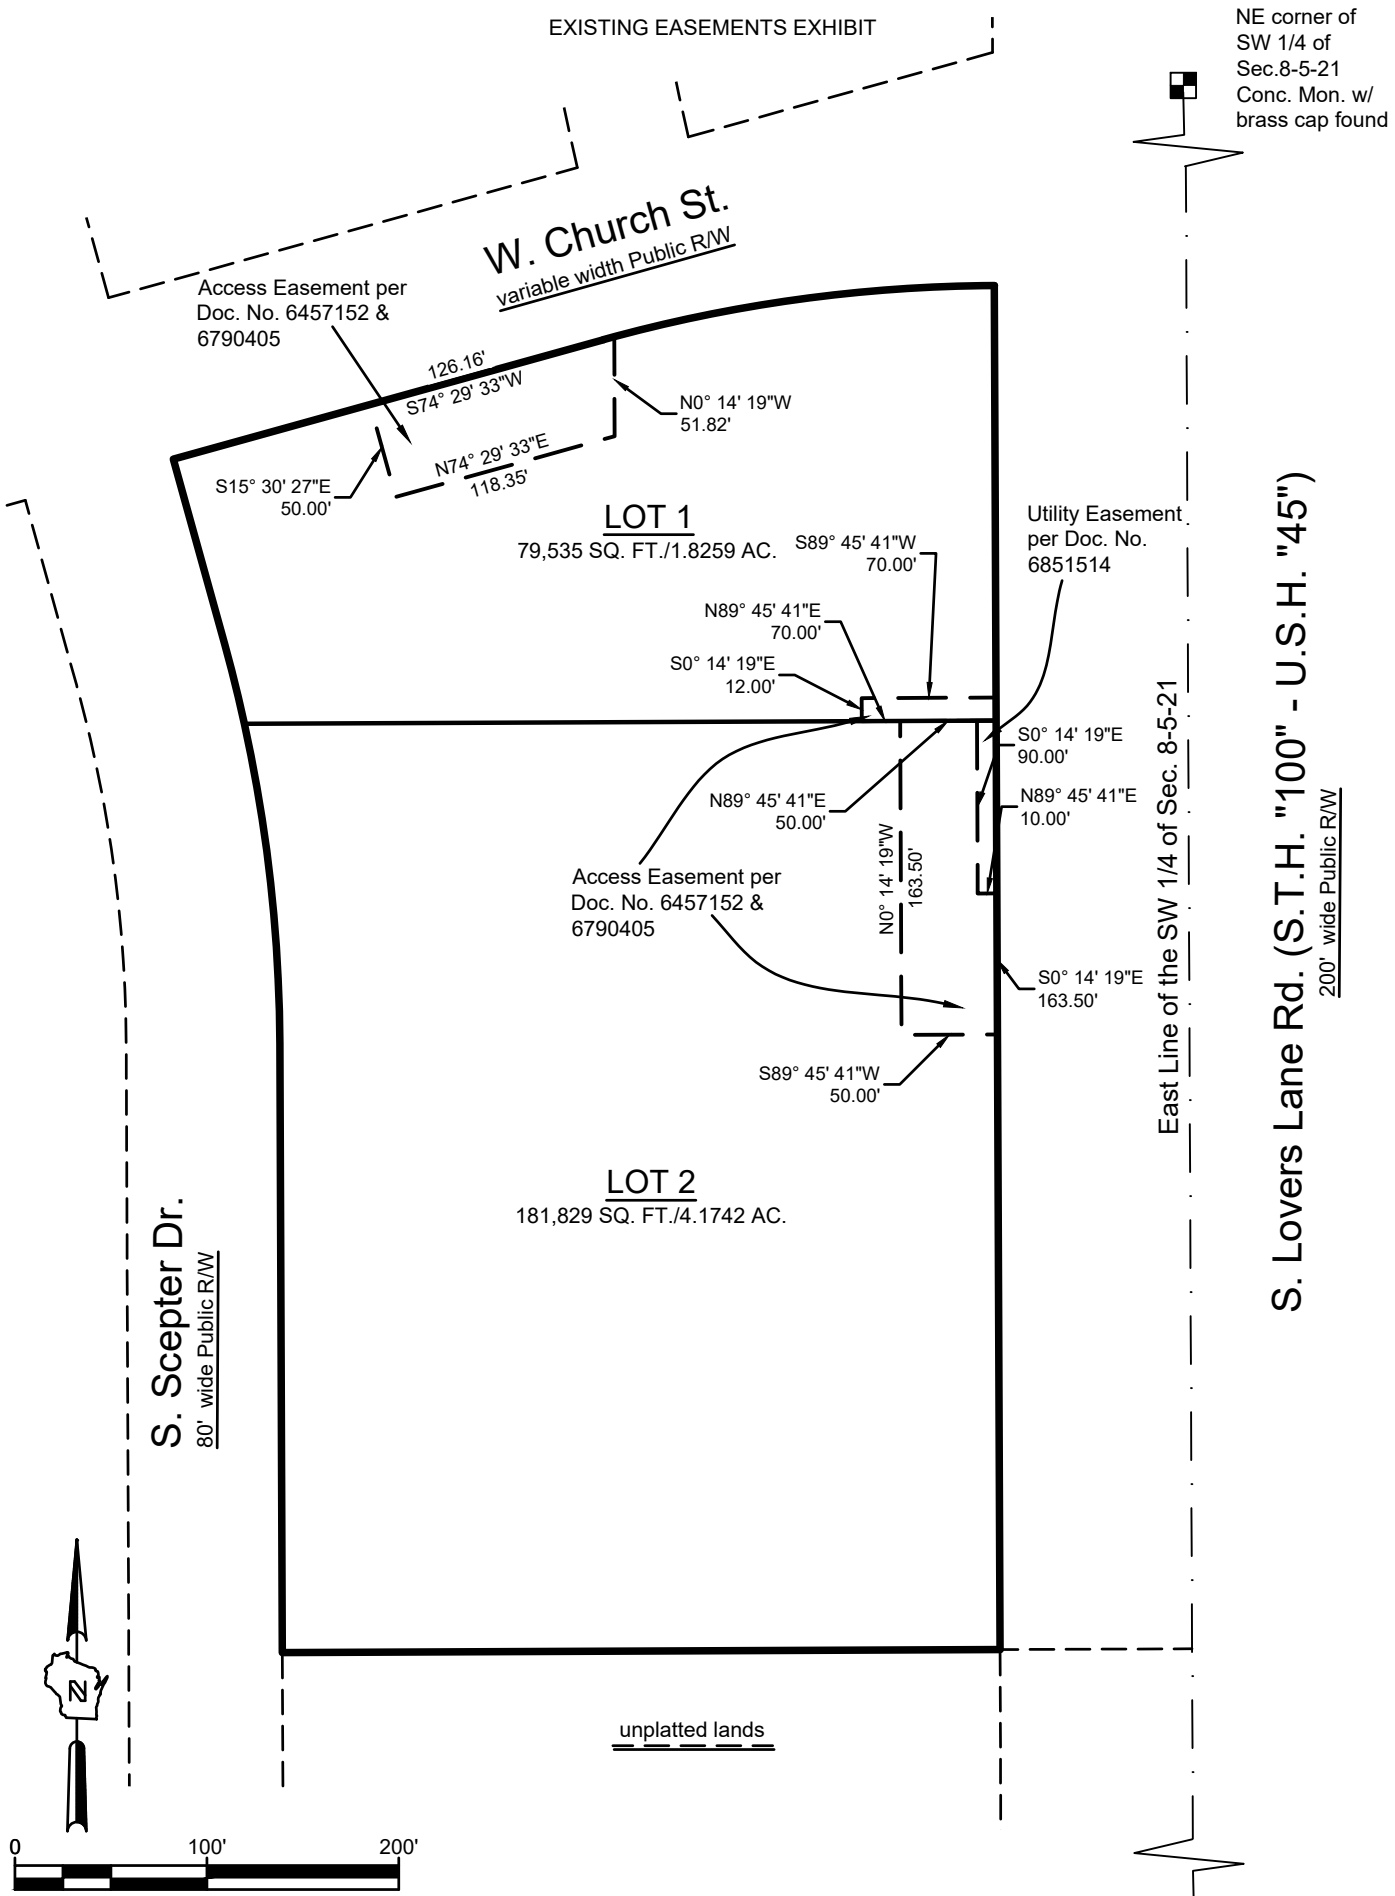 EXISTING EASEMENTS EXHIBIT
NE corner of
SW 1/4 of
Sec.8-5-21
Conc. Mon. w/
brass cap found
W. Church St.
variable width Public R/W
Access Easement per
Doc. No. 6457152 &
6790405
126.16'
S74° 29' 33"W
N0° 14' 19"W
51.82'
N74° 29' 33"E
118.35'
S15° 30' 27"E
50.00'
LOT 1
79,535 SQ. FT./1.8259 AC.
S89° 45' 41"W
70.00'
Utility Easement
per Doc. No.
6851514
N89° 45' 41"E
70.00'
S0° 14' 19"E
12.00'
S0° 14' 19"E
90.00'
N89° 45' 41"E
50.00'
N89° 45' 41"E
10.00'
N0° 14' 19"W
163.50'
Access Easement per
Doc. No. 6457152 &
6790405
S0° 14' 19"E
163.50'
S89° 45' 41"W
50.00'
East Line of the SW 1/4 of Sec. 8-5-21
S. Lovers Lane Rd. (S.T.H. "100" - U.S.H. "45")
200' wide Public R/W
LOT 2
181,829 SQ. FT./4.1742 AC.
S. Scepter Dr.
80' wide Public R/W
N
unplatted lands
0 100' 200'